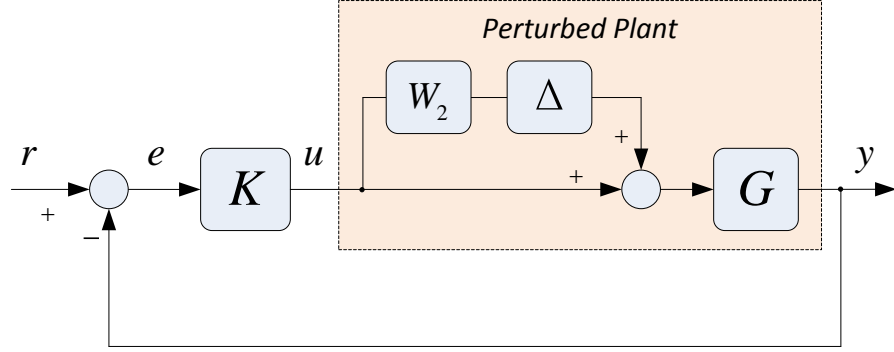 Perturbed Plant
W₂ Δ
+
r e K u + G y
+
−